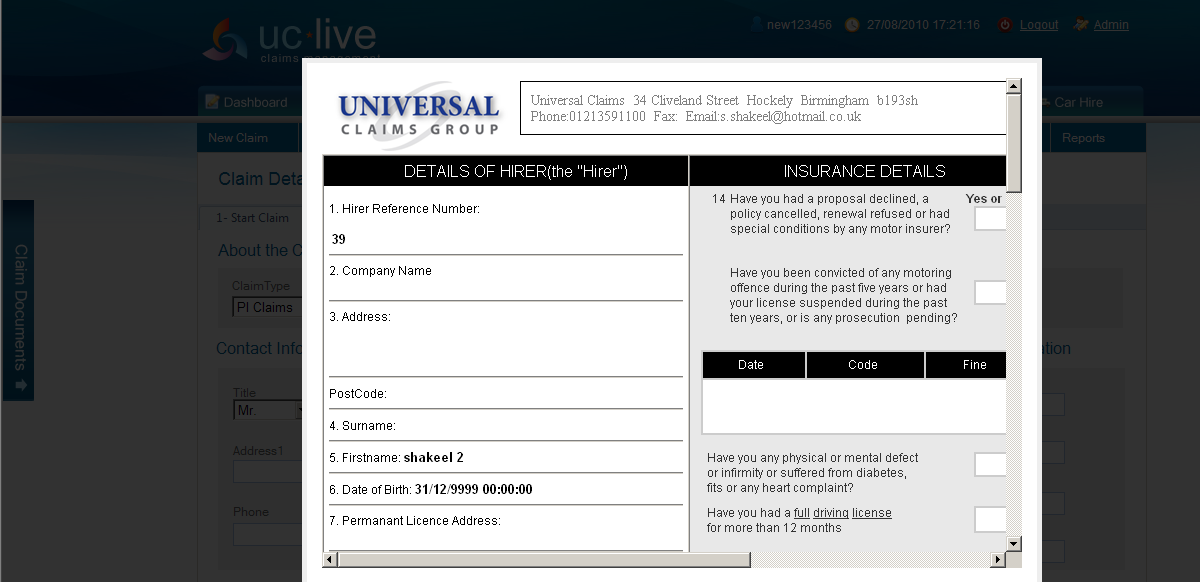 uc·live
claims management
new123456
27/08/2010 17:21:16
Logout
Admin
Dashboard
Car Hire
New Claim
Reports
Claim Deta
1- Start Claim
About the C
ClaimType
PI Claims
Contact Info
Title
Mr.
Address1
Phone
Claim Documents
UNIVERSAL
CLAIMS GROUP
Universal Claims 34 Cliveland Street Hockely Birmingham b193sh
Phone:01213591100 Fax: Email:s.shakeel@hotmail.co.uk
DETAILS OF HIRER(the "Hirer")
1. Hirer Reference Number:
39
2. Company Name
3. Address:
PostCode:
4. Surname:
5. Firstname: shakeel 2
6. Date of Birth: 31/12/9999 00:00:00
7. Permanant Licence Address:
INSURANCE DETAILS
Yes or
14 Have you had a proposal declined, a
policy cancelled, renewal refused or had
special conditions by any motor insurer?
Have you been convicted of any motoring
offence during the past five years or had
your license suspended during the past
ten years, or is any prosecution pending?
Date Code Fine
Have you any physical or mental defect
or infirmity or suffered from diabetes,
fits or any heart complaint?
Have you had a full driving license
for more than 12 months